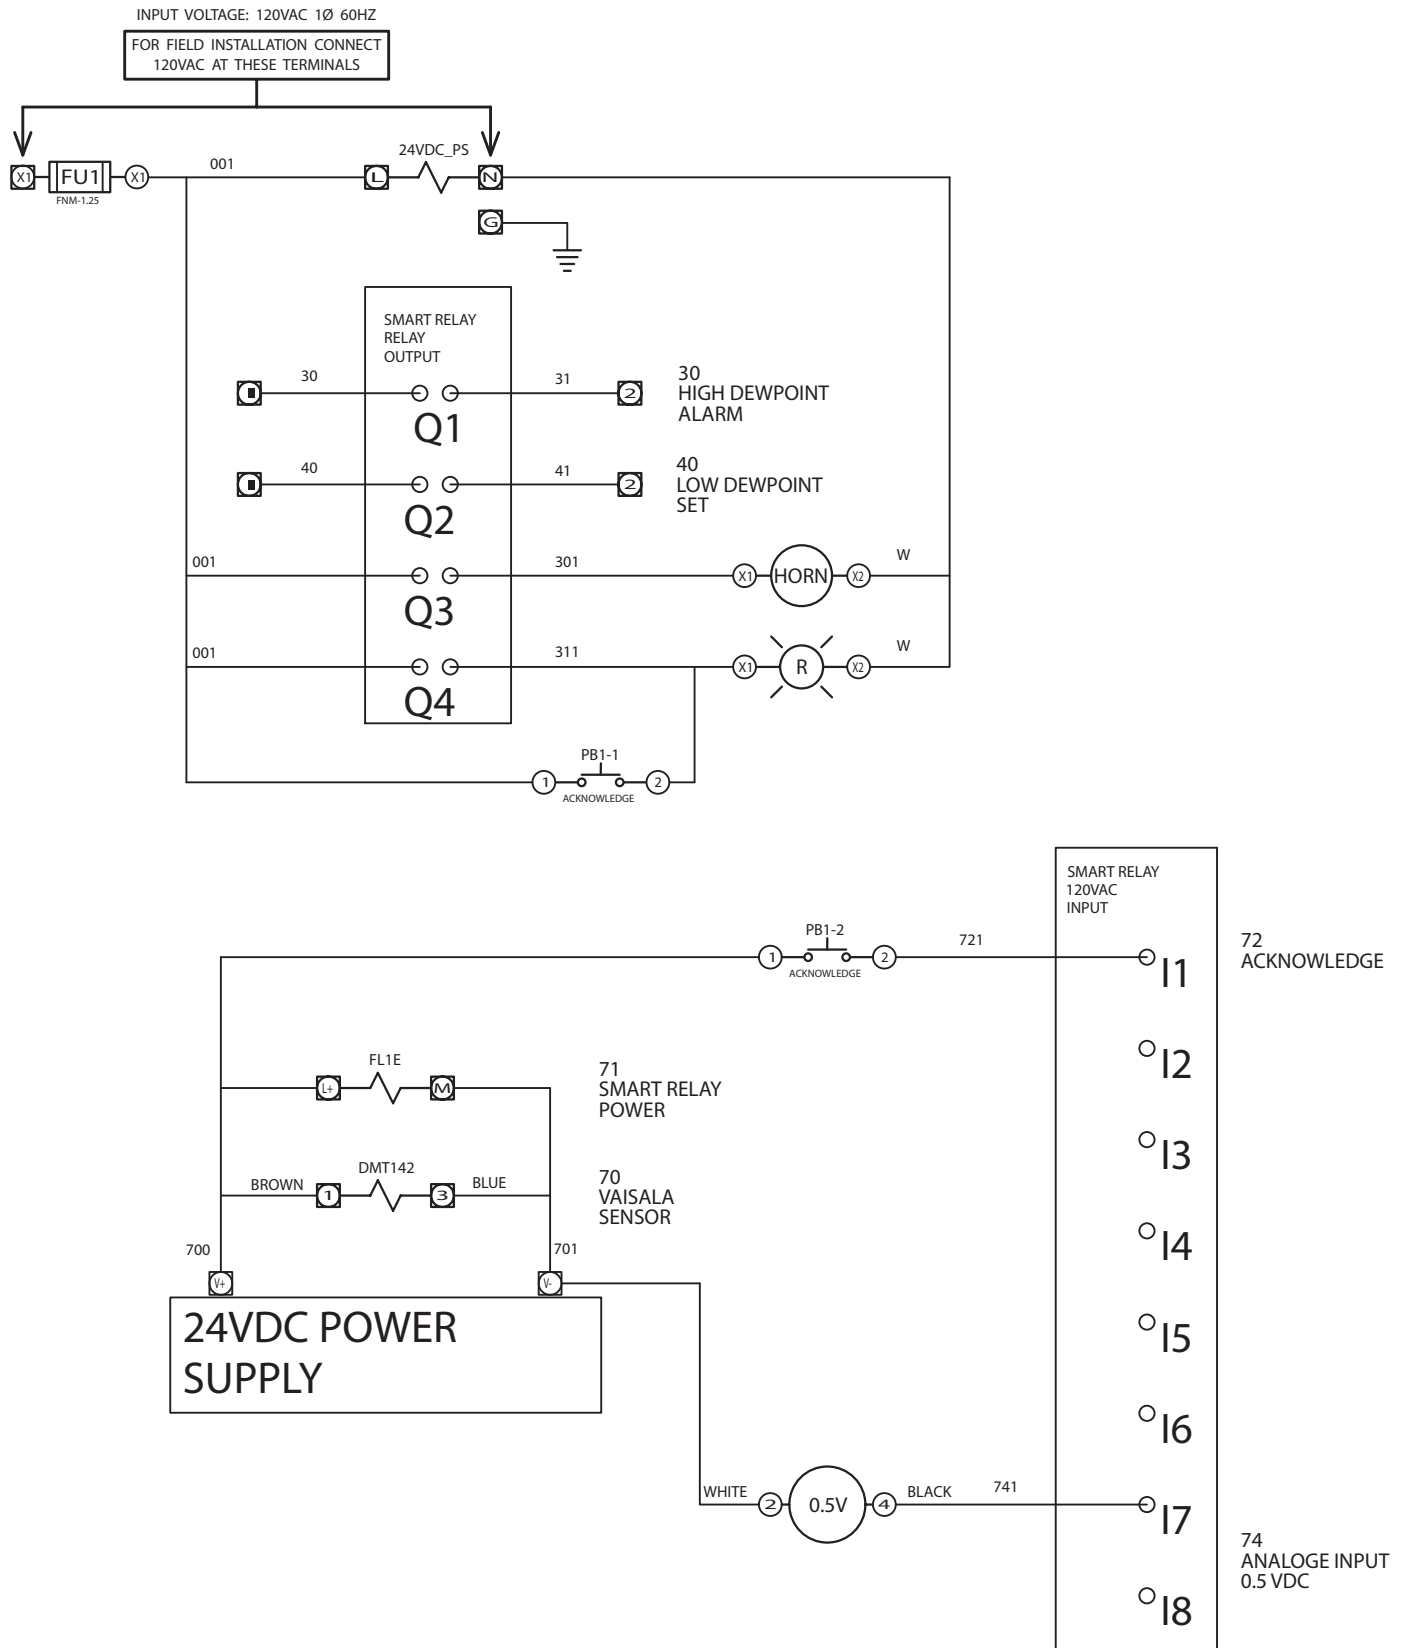 INPUT VOLTAGE: 120VAC 1Ø 60HZ
FOR FIELD INSTALLATION CONNECT
120VAC AT THESE TERMINALS
X1 FU1 X1
FNM-1.25
001
24VDC_PS
L N
G
SMART RELAY
RELAY
OUTPUT
30 31 2
Q1
30
HIGH DEWPOINT
ALARM
40 41 2
Q2
40
LOW DEWPOINT
SET
001 301 X1 HORN X2 W
Q3
001 311 X1 R X2 W
Q4
PB1-1
1 2
ACKNOWLEDGE
SMART RELAY
120VAC
INPUT
PB1-2
1 2 721
ACKNOWLEDGE
I1
72
ACKNOWLEDGE
I2
FL1E
L+ M
71
SMART RELAY
POWER
I3
DMT142
BROWN 1 3 BLUE
70
VAISALA
SENSOR
I4
700 701
V+ V-
24VDC POWER
SUPPLY
I5
I6
WHITE 2 0.5V 4 BLACK 741
I7
74
ANALOGE INPUT
0.5 VDC
I8